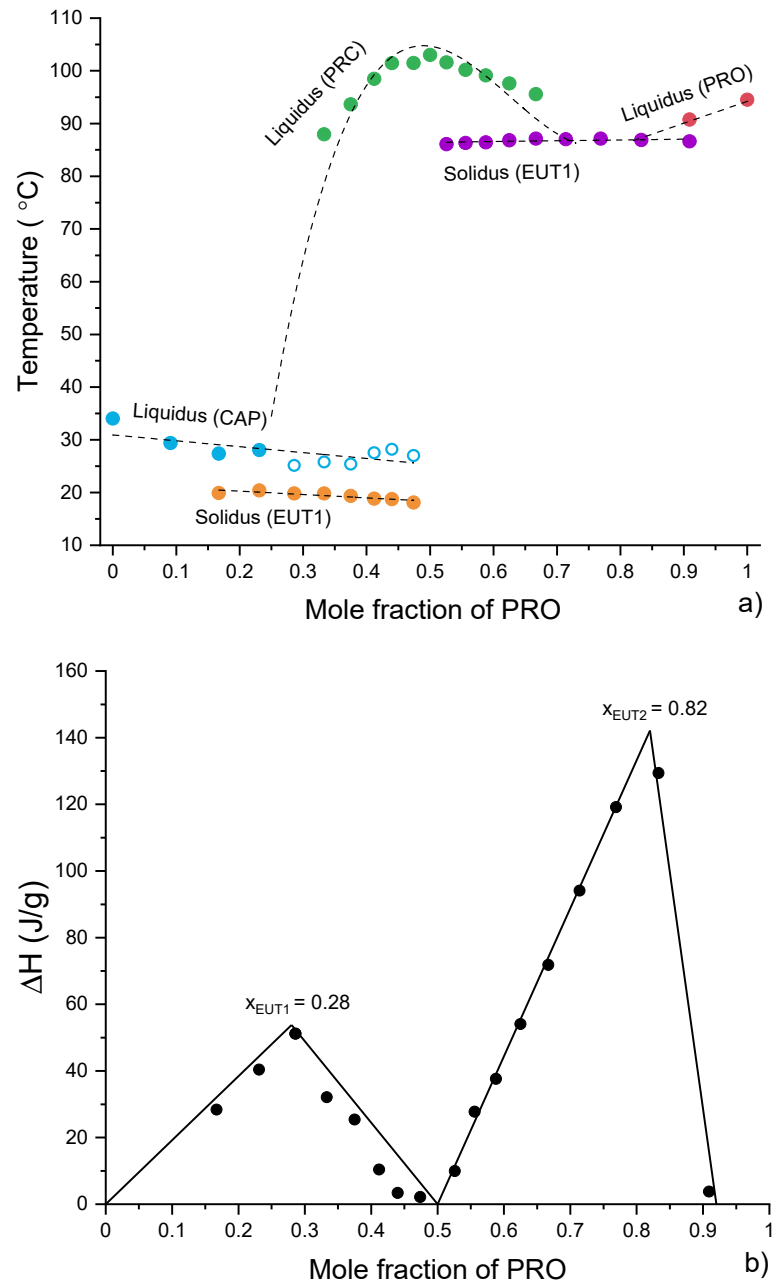 110
100
90
80
70
60
50
40
30
20
10
Temperature ( °C)
Liquidus (PRC)
Liquidus (PRO)
Solidus (EUT1)
Liquidus (CAP)
Solidus (EUT1)
0 0.1 0.2 0.3 0.4 0.5 0.6 0.7 0.8 0.9 1
Mole fraction of PRO
a)
160
140
120
100
80
60
40
20
0
ΔH (J/g)
xEUT2 = 0.82
xEUT1 = 0.28
0 0.1 0.2 0.3 0.4 0.5 0.6 0.7 0.8 0.9 1
Mole fraction of PRO
b)